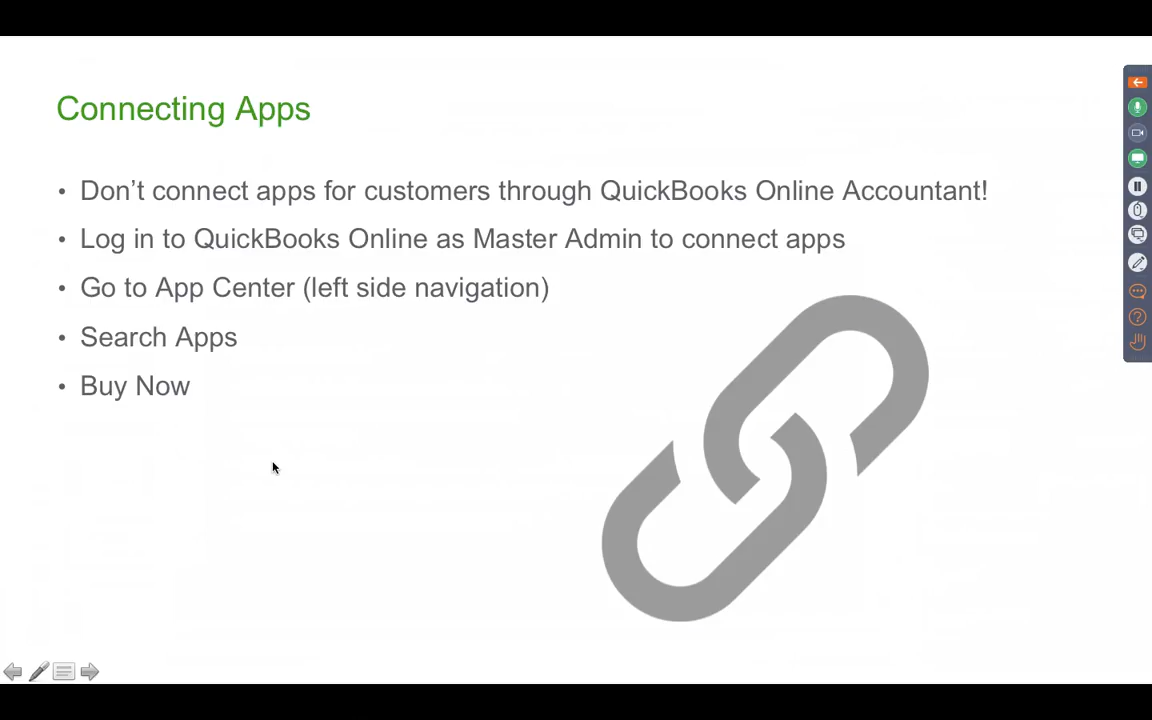 Connecting Apps
• Don’t connect apps for customers through QuickBooks Online Accountant!
• Log in to QuickBooks Online as Master Admin to connect apps
• Go to App Center (left side navigation)
• Search Apps
• Buy Now